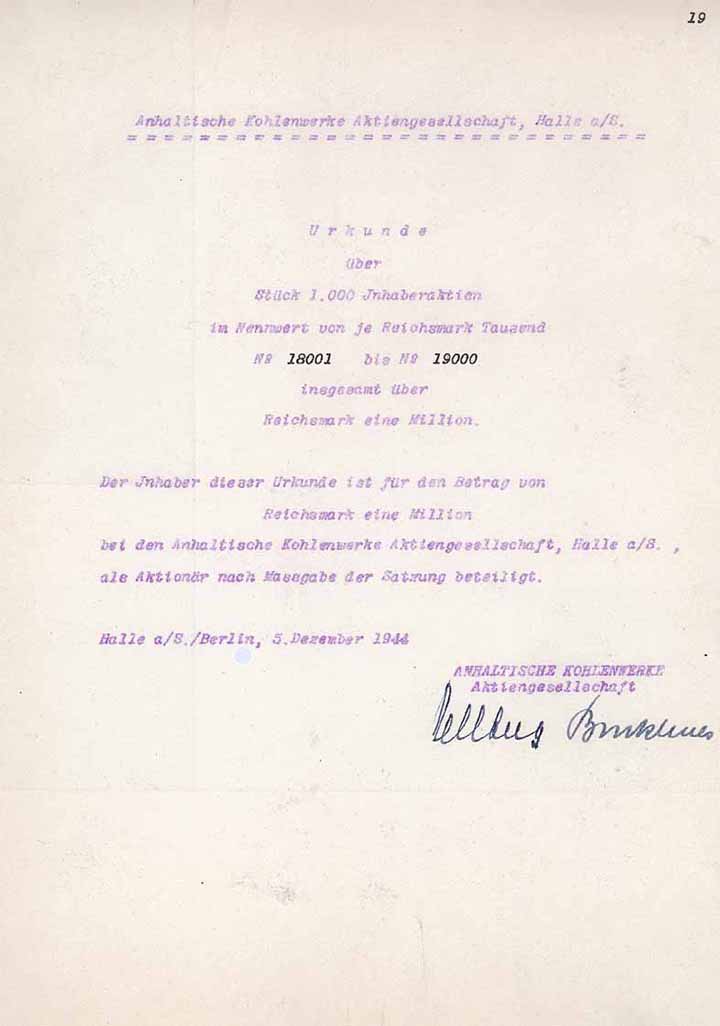 19
Anhaltische Kohlenwerke Aktiengesellschaft, Halle a/S.
= = = = = = = = = = = = = = = = = = = = = = = = = = = = =
U r k u n d e
über
Stück 1.000 Jnhaberaktien
im Nennwert von je Reichsmark Tausend
Nº 18001 bis Nº 19000
insgesamt über
Reichsmark eine Million.
Der Jnhaber dieser Urkunde ist für den Betrag von
Reichsmark eine Million
bei den Anhaltische Kohlenwerke Aktiengesellschaft, Halle a/S. ,
als Aktionär nach Massgabe der Satzung beteiligt.
Halle a/S./Berlin, 5.Dezember 1944
ANHALTISCHE KOHLENWERKE
Aktiengesellschaft